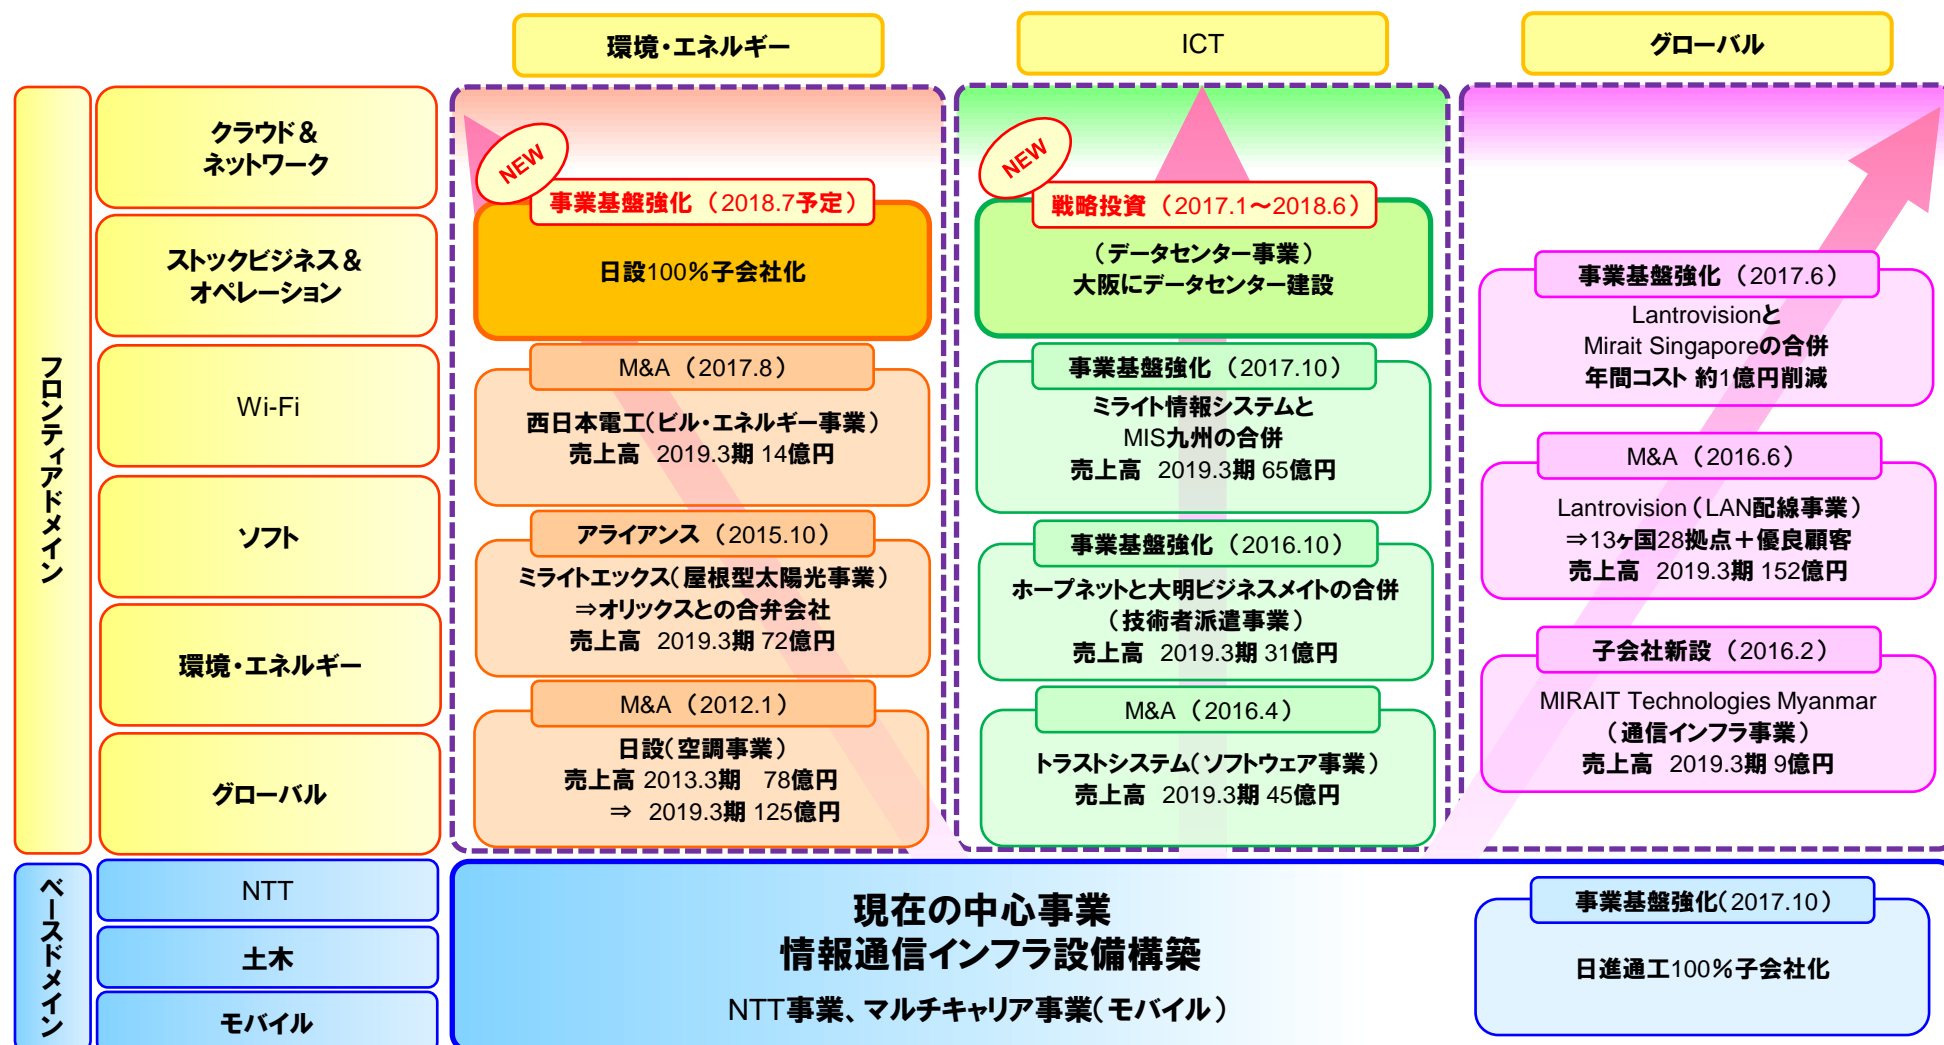 環境・エネルギー
ICT
グローバル
フロンティアドメイン
クラウド＆
ネットワーク
ストックビジネス＆
オペレーション
Wi-Fi
ソフト
環境・エネルギー
グローバル
NEW
事業基盤強化 （2018.7予定）
日設100％子会社化
M&A （2017.8）
西日本電工（ビル・エネルギー事業）
売上高 2019.3期 14億円
アライアンス （2015.10）
ミライトエックス（屋根型太陽光事業）
⇒オリックスとの合弁会社
売上高 2019.3期 72億円
M&A （2012.1）
日設（空調事業）
売上高 2013.3期 78億円
⇒ 2019.3期 125億円
NEW
戦略投資 （2017.1～2018.6）
（データセンター事業）
大阪にデータセンター建設
事業基盤強化 （2017.10）
ミライト情報システムと
MIS九州の合併
売上高 2019.3期 65億円
事業基盤強化 （2016.10）
ホープネットと大明ビジネスメイトの合併
（技術者派遣事業）
売上高 2019.3期 31億円
M&A （2016.4）
トラストシステム（ソフトウェア事業）
売上高 2019.3期 45億円
事業基盤強化 （2017.6）
Lantrovisionと
Mirait Singaporeの合併
年間コスト 約1億円削減
M&A （2016.6）
Lantrovision（LAN配線事業）
⇒13ヶ国28拠点＋優良顧客
売上高 2019.3期 152億円
子会社新設 （2016.2）
MIRAIT Technologies Myanmar
（通信インフラ事業）
売上高 2019.3期 9億円
ベースドメイン
NTT
土木
モバイル
現在の中心事業
情報通信インフラ設備構築
NTT事業、マルチキャリア事業（モバイル）
事業基盤強化（2017.10）
日進通工100％子会社化